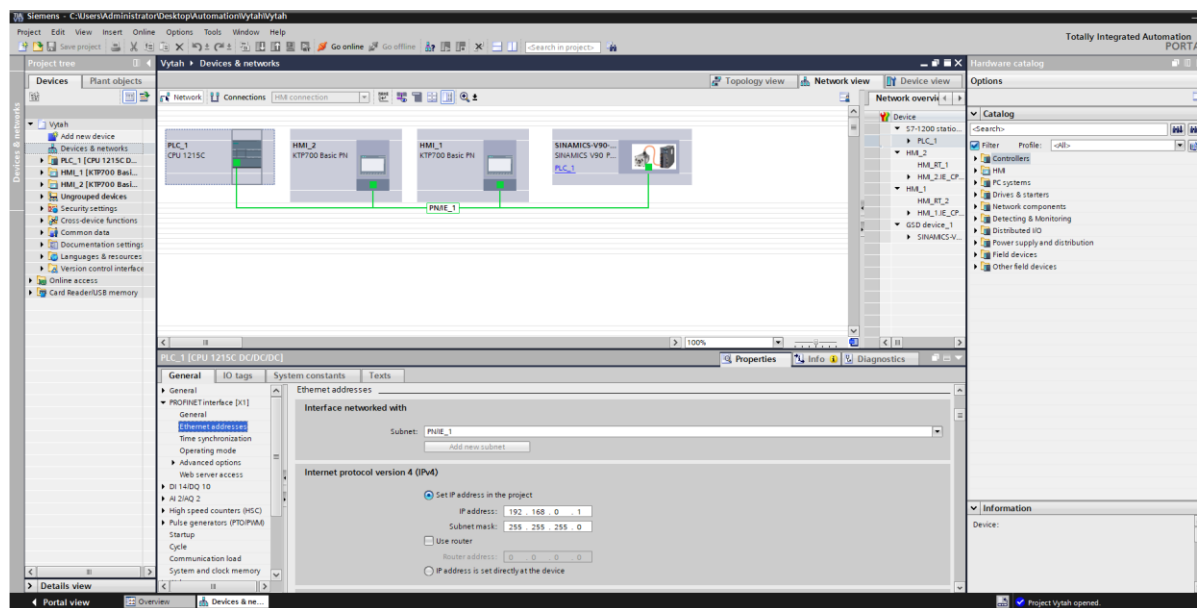 Siemens - C:\Users\Administrator\Desktop\Automation\Vytah\Vytah
Project Edit View Insert Online Options Tools Window Help
Totally Integrated Automation
PORTA
Save project Go online Go offline <Search in project>
Project tree
Devices Plant objects
Devices & networks
Vytah
Add new device
Devices & networks
PLC_1 [CPU 1215C D...
HMI_1 [KTP700 Basi...
HMI_2 [KTP700 Basi...
Ungrouped devices
Security settings
Cross-device functions
Common data
Documentation settings
Languages & resources
Version control interface
Online access
Card Reader/USB memory
Details view
Vytah Devices & networks
Topology view Network view Device view
Network Connections HMI connection
PLC_1
CPU 1215C
HMI_2
KTP700 Basic PN
HMI_1
KTP700 Basic PN
SINAMICS-V90-...
SINAMICS V90 P...
PLC_1
PN/IE_1
100%
Network overvi
Device
S7-1200 statio...
PLC_1
HMI_2
HMI_RT_1
HMI_2.IE_CP...
HMI_1
HMI_RT_2
HMI_1.IE_CP...
GSD device_1
SINAMICS-V...
PLC_1 [CPU 1215C DC/DC/DC]
Properties Info Diagnostics
General IO tags System constants Texts
General
PROFINET interface [X1]
General
Ethernet addresses
Time synchronization
Operating mode
Advanced options
Web server access
DI 14/DQ 10
AI 2/AQ 2
High speed counters (HSC)
Pulse generators (PTO/PWM)
Startup
Cycle
Communication load
System and clock memory
Ethernet addresses
Interface networked with
Subnet: PN/IE_1
Add new subnet
Internet protocol version 4 (IPv4)
Set IP address in the project
IP address: 192 . 168 . 0 . 1
Subnet mask: 255 . 255 . 255 . 0
Use router
Router address: 0 . 0 . 0 . 0
IP address is set directly at the device
Hardware catalog
Options
Catalog
<Search>
Filter Profile: <All>
Controllers
HMI
PC systems
Drives & starters
Network components
Detecting & Monitoring
Distributed I/O
Power supply and distribution
Field devices
Other field devices
Information
Device:
Portal view Overview Devices & ne... Project Vytah opened.